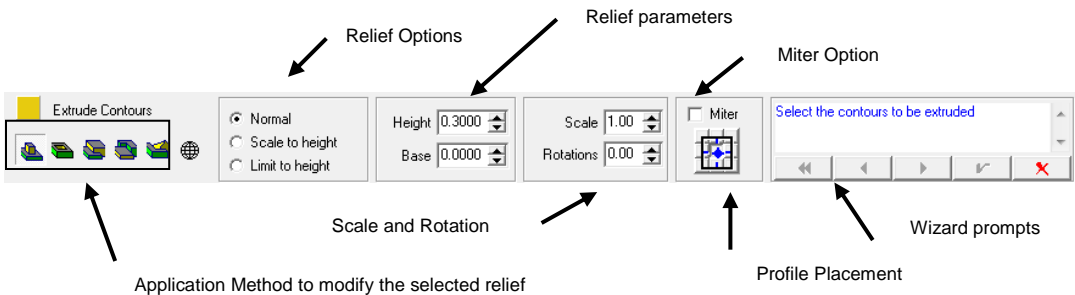 Relief parameters
Relief Options
Miter Option
Extrude Contours
Normal
Scale to height
Limit to height
Height 0.3000
Base 0.0000
Scale 1.00
Rotations 0.00
Miter
Select the contours to be extruded
Scale and Rotation
Wizard prompts
Profile Placement
Application Method to modify the selected relief